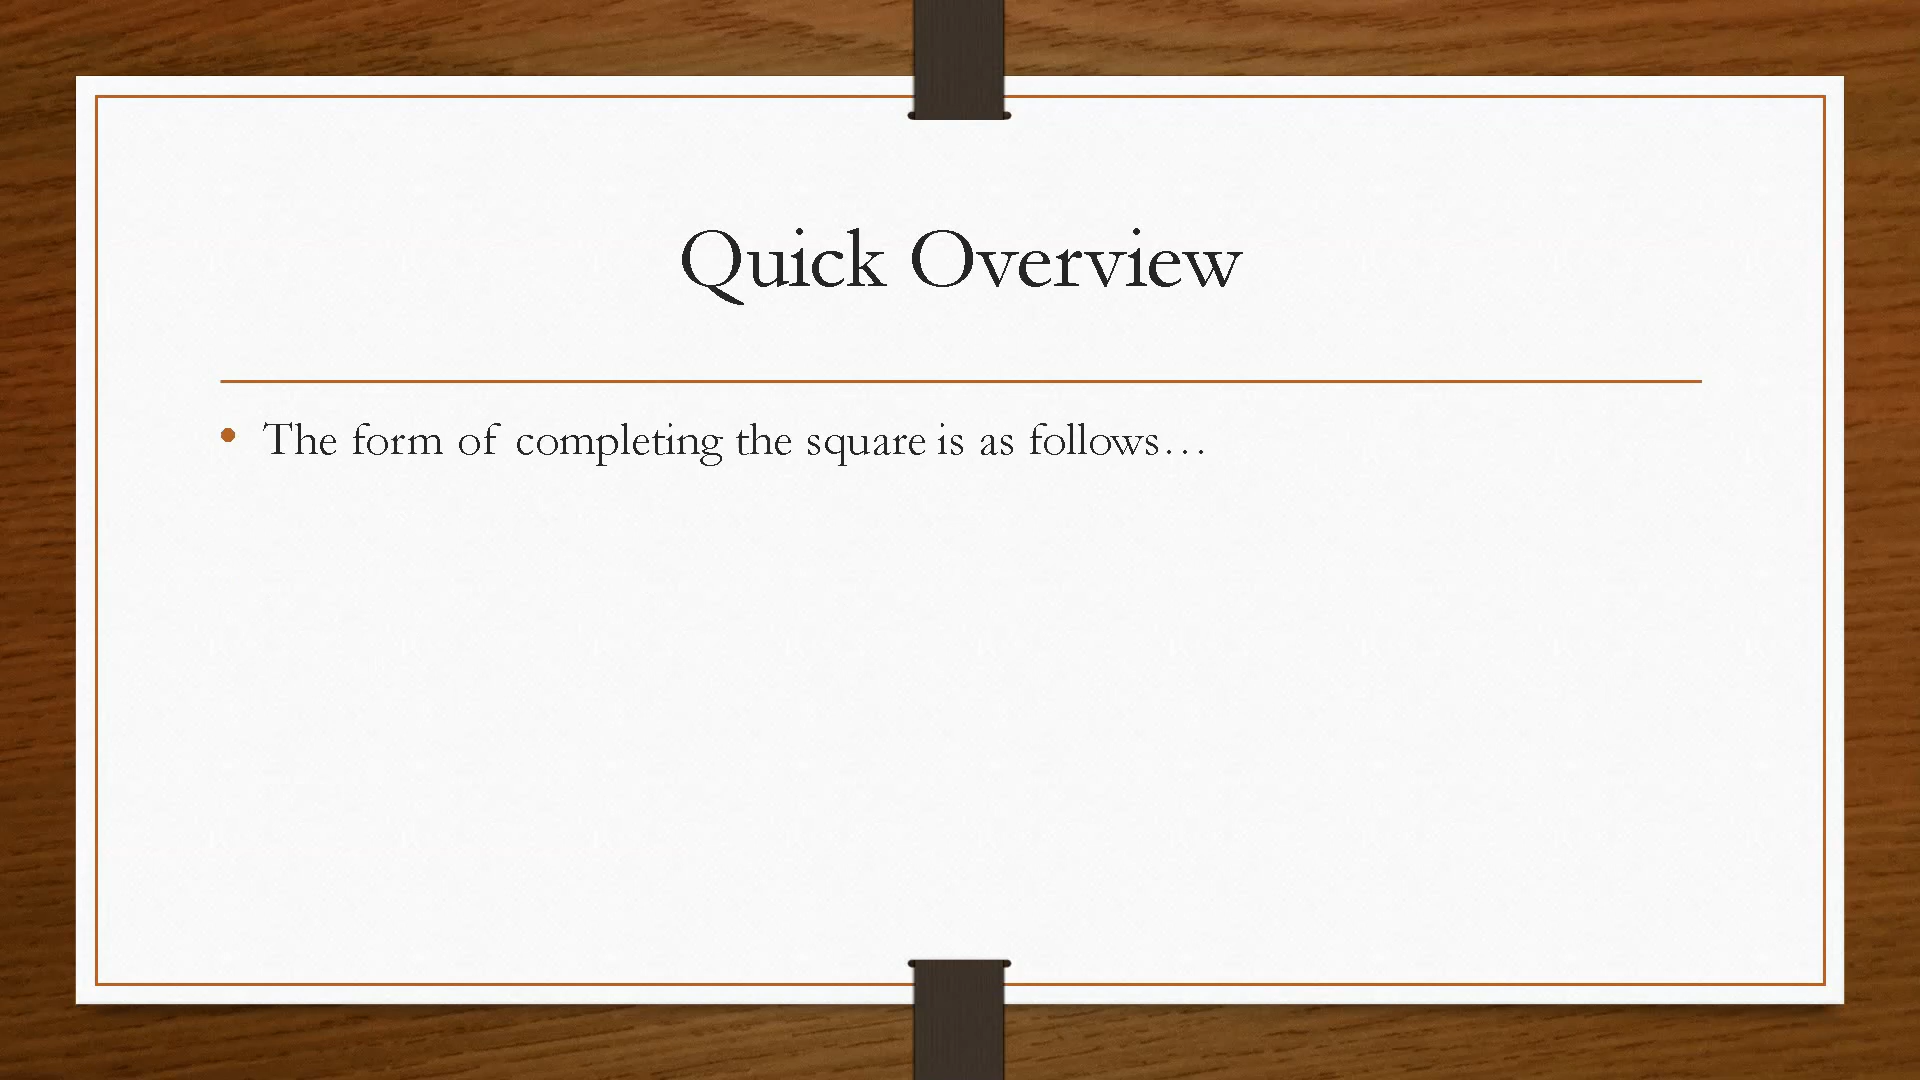 Quick Overview
• The form of completing the square is as follows…